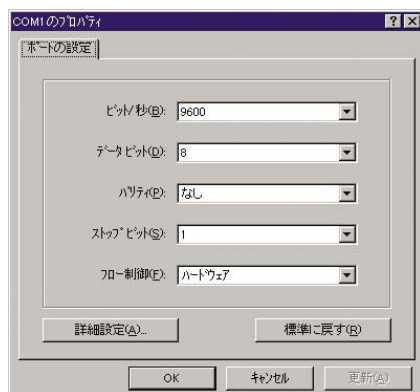 COM1のﾌﾟﾛﾊﾟﾃｨ
ﾎﾟｰﾄの設定
ﾋﾞｯﾄ/秒(B): 9600
ﾃﾞｰﾀ ﾋﾞｯﾄ(D): 8
ﾊﾟﾘﾃｨ(P): なし
ｽﾄｯﾌﾟ ﾋﾞｯﾄ(S): 1
ﾌﾛｰ制御(F): ﾊｰﾄﾞｳｪｱ
詳細設定(A)... 標準に戻す(R)
OK ｷｬﾝｾﾙ 更新(A)